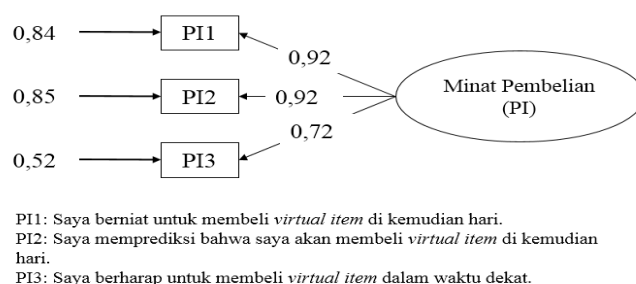 0,84
PI1
0,92
0,85
PI2
0,92
Minat Pembelian
(PI)
0,72
0,52
PI3
PI1: Saya berniat untuk membeli virtual item di kemudian hari.
PI2: Saya memprediksi bahwa saya akan membeli virtual item di kemudian
hari.
PI3: Saya berharap untuk membeli virtual item dalam waktu dekat.